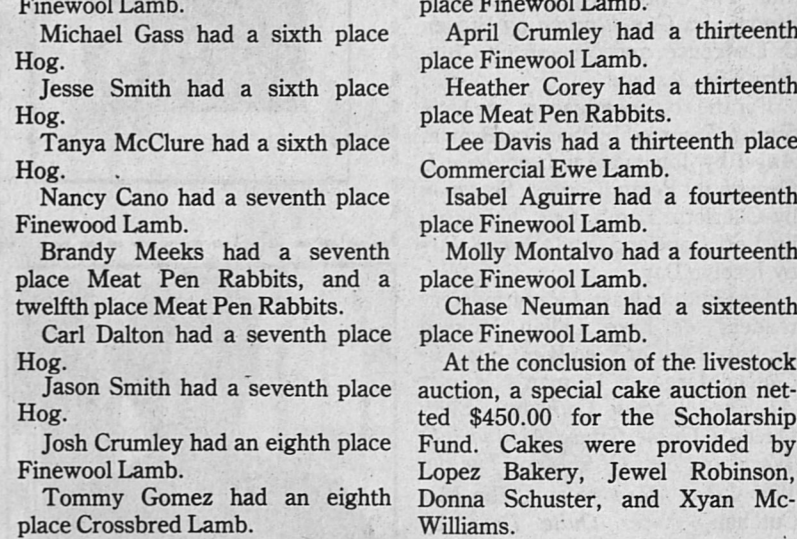 Finewool Lamb.
Michael Gass had a sixth place
Hog.
Jesse Smith had a sixth place
Hog.
Tanya McClure had a sixth place
Hog.
Nancy Cano had a seventh place
Finewood Lamb.
Brandy Meeks had a seventh
place Meat Pen Rabbits, and a
twelfth place Meat Pen Rabbits.
Carl Dalton had a seventh place
Hog.
Jason Smith had a seventh place
Hog.
Josh Crumley had an eighth place
Finewool Lamb.
Tommy Gomez had an eighth
place Crossbred Lamb.
place Finewool Lamb.
April Crumley had a thirteenth
place Finewool Lamb.
Heather Corey had a thirteenth
place Meat Pen Rabbits.
Lee Davis had a thirteenth place
Commercial Ewe Lamb.
Isabel Aguirre had a fourteenth
place Finewool Lamb.
Molly Montalvo had a fourteenth
place Finewool Lamb.
Chase Neuman had a sixteenth
place Finewool Lamb.
At the conclusion of the livestock
auction, a special cake auction net-
ted $450.00 for the Scholarship
Fund. Cakes were provided by
Lopez Bakery, Jewel Robinson,
Donna Schuster, and Xyan Mc-
Williams.